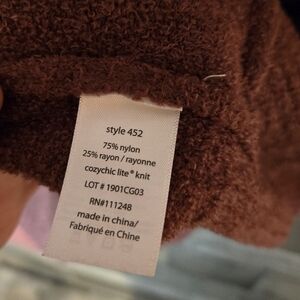 style 452
75% nylon
25% rayon / rayonne
cozychic lite® knit
LOT # 1901CG03
RN#111248
made in china/
Fabriqué en Chine